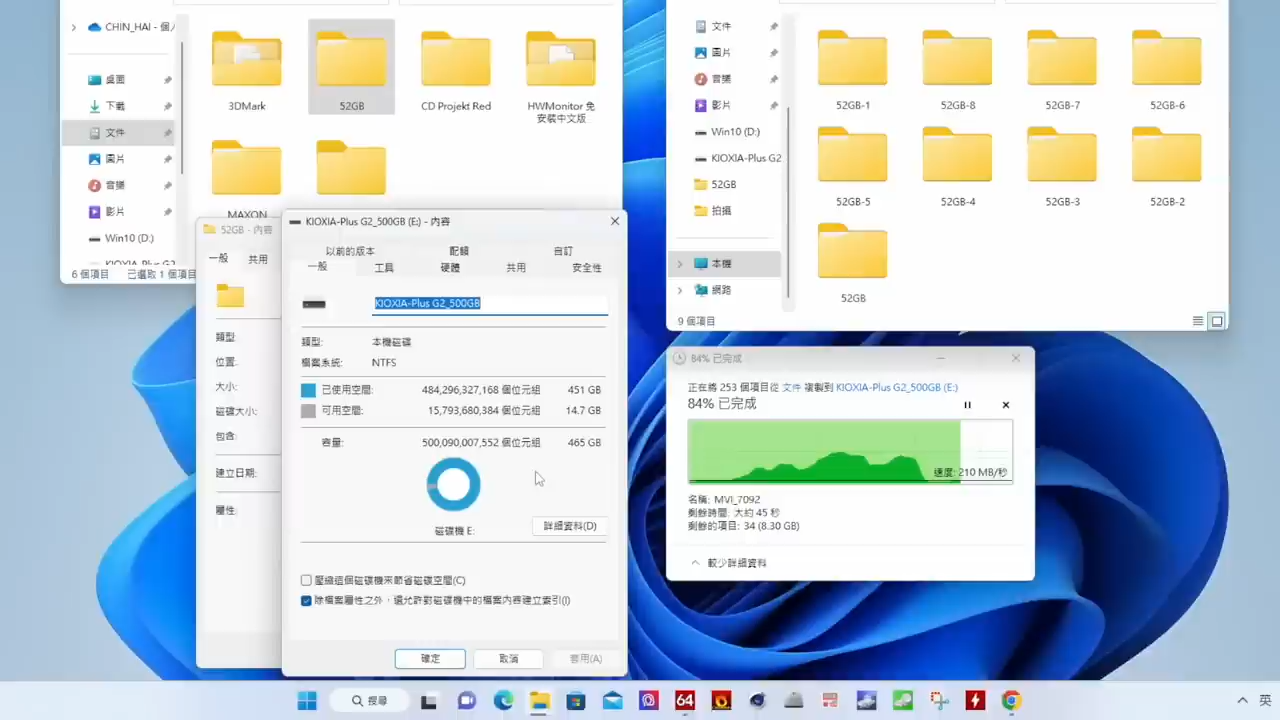 CHIN_HAI - 個
桌面
下載
文件
圖片
音樂
影片
Win10 (D:)
KIOXIA-Plus G2
6 個項目 已選取 1 個項目
3DMark
52GB
CD Projekt Red
HWMonitor 免
安裝中文版
MAXON
文件
圖片
音樂
影片
Win10 (D:)
KIOXIA-Plus G2
52GB
拍攝
本機
網路
9 個項目
52GB-1
52GB-8
52GB-7
52GB-6
52GB-5
52GB-4
52GB-3
52GB-2
52GB
52GB - 內容
一般 共用
類型:
位置:
大小:
磁碟大小:
包含:
建立日期:
屬性:
KIOXIA-Plus G2_500GB (E:) - 內容
以前的版本 配額 自訂
一般 工具 硬體 共用 安全性
KIOXIA-Plus G2_500GB
類型: 本機磁碟
檔案系統: NTFS
已使用空間: 484,296,327,168 個位元組 451 GB
可用空間: 15,793,680,384 個位元組 14.7 GB
容量: 500,090,007,552 個位元組 465 GB
磁碟機 E:
詳細資料(D)
壓縮這個磁碟機來節省磁碟空間(C)
除檔案屬性之外，還允許對磁碟機中的檔案內容建立索引(I)
確定 取消 套用(A)
84% 已完成
正在將 253 個項目從 文件 複製到 KIOXIA-Plus G2_500GB (E:)
84% 已完成
速度: 210 MB/秒
名稱: MVI_7092
剩餘時間: 大約 45 秒
剩餘的項目: 34 (8.30 GB)
較少詳細資料
搜尋
64
英